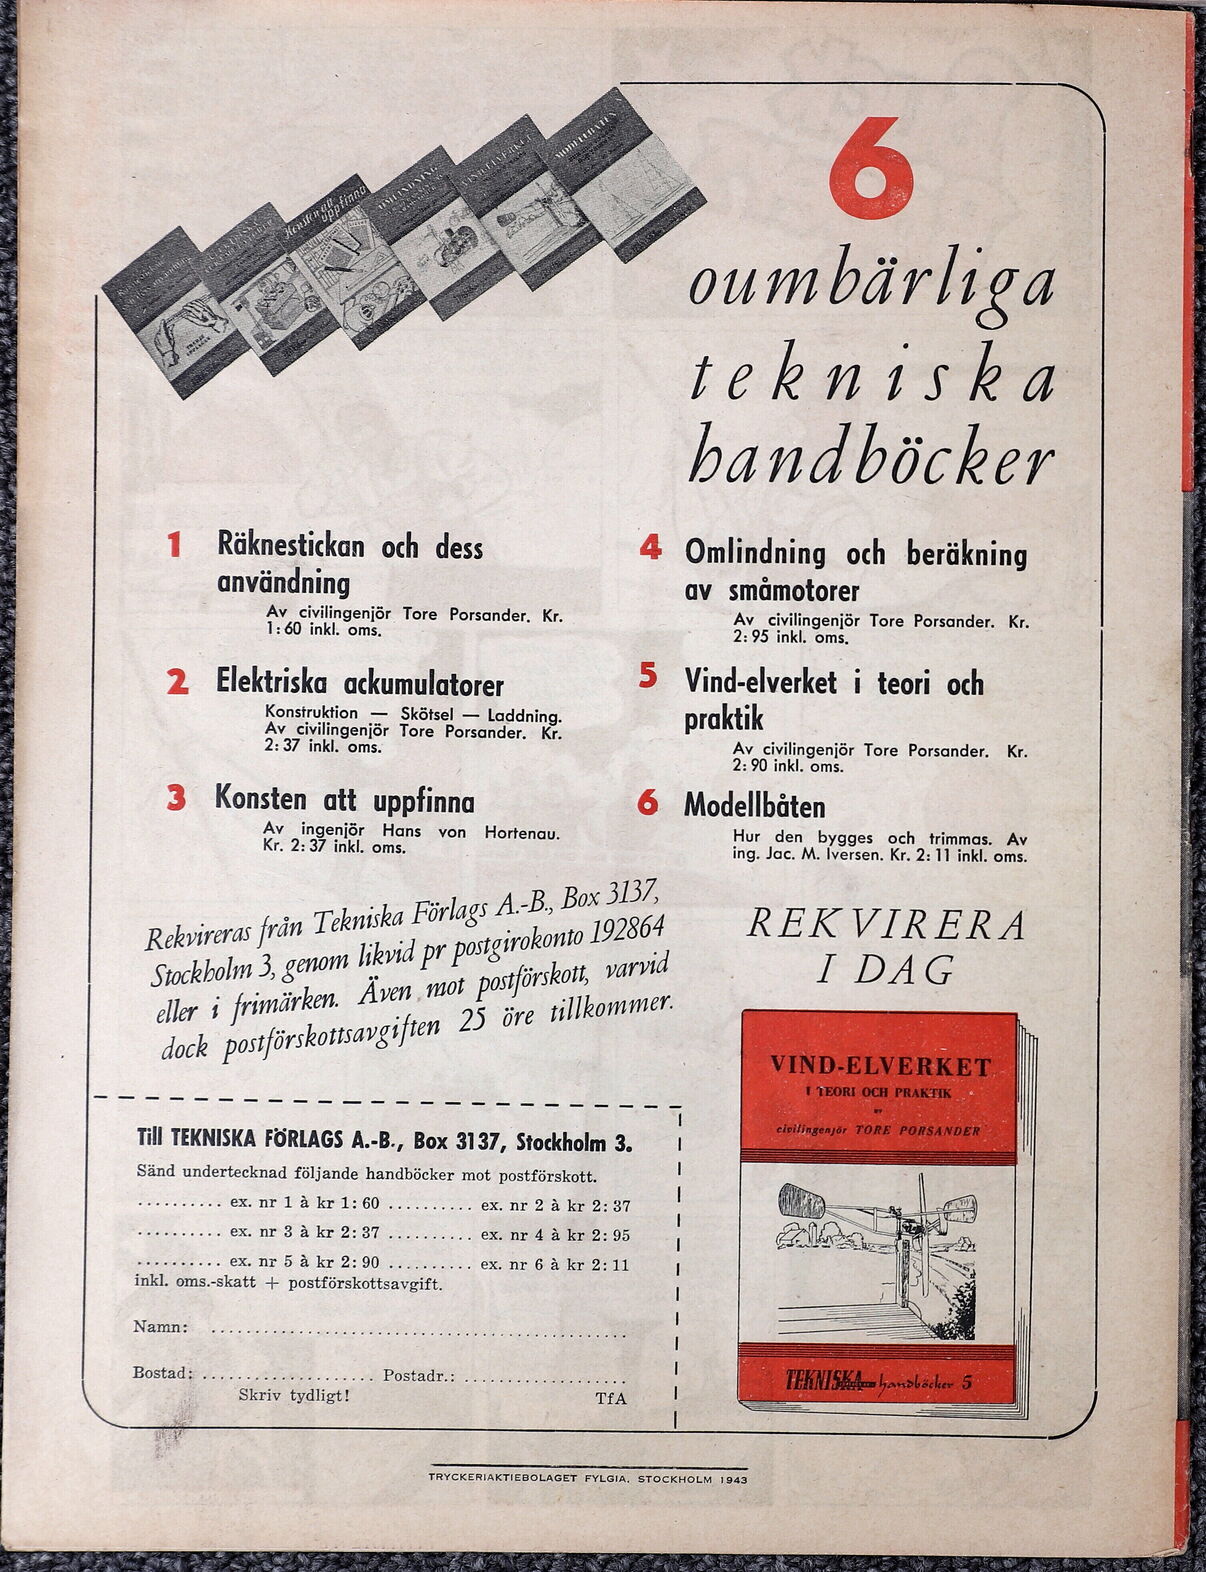 6
oumbärliga
tekniska
handböcker
1 Räknestickan och dess
användning
Av civilingenjör Tore Porsander. Kr.
1:60 inkl. oms.
2 Elektriska ackumulatorer
Konstruktion — Skötsel — Laddning.
Av civilingenjör Tore Porsander. Kr.
2:37 inkl. oms.
3 Konsten att uppfinna
Av ingenjör Hans von Hortenau.
Kr. 2:37 inkl. oms.
4 Omlindning och beräkning
av småmotorer
Av civilingenjör Tore Porsander. Kr.
2:95 inkl. oms.
5 Vind-elverket i teori och
praktik
Av civilingenjör Tore Porsander. Kr.
2:90 inkl. oms.
6 Modellbåten
Hur den bygges och trimmas. Av
ing. Jac. M. Iversen. Kr. 2:11 inkl. oms.
Rekvireras från Tekniska Förlags A.-B., Box 3137,
Stockholm 3, genom likvid pr postgirokonto 192864
eller i frimärken. Även mot postförskott, varvid
dock postförskottsavgiften 25 öre tillkommer.
REKVIRERA
I DAG
VIND-ELVERKET
I TEORI OCH PRAKTIK
av
civilingenjör TORE PORSANDER
TEKNISKA handböcker 5
Till TEKNISKA FÖRLAGS A.-B., Box 3137, Stockholm 3.
Sänd undertecknad följande handböcker mot postförskott.
.......... ex. nr 1 à kr 1:60 .......... ex. nr 2 à kr 2:37
.......... ex. nr 3 à kr 2:37 .......... ex. nr 4 à kr 2:95
.......... ex. nr 5 à kr 2:90 .......... ex. nr 6 à kr 2:11
inkl. oms.-skatt + postförskottsavgift.
Namn: ..................................................
Bostad: .................... Postadr.: ...................
Skriv tydligt! TfA
TRYCKERIAKTIEBOLAGET FYLGIA, STOCKHOLM 1943